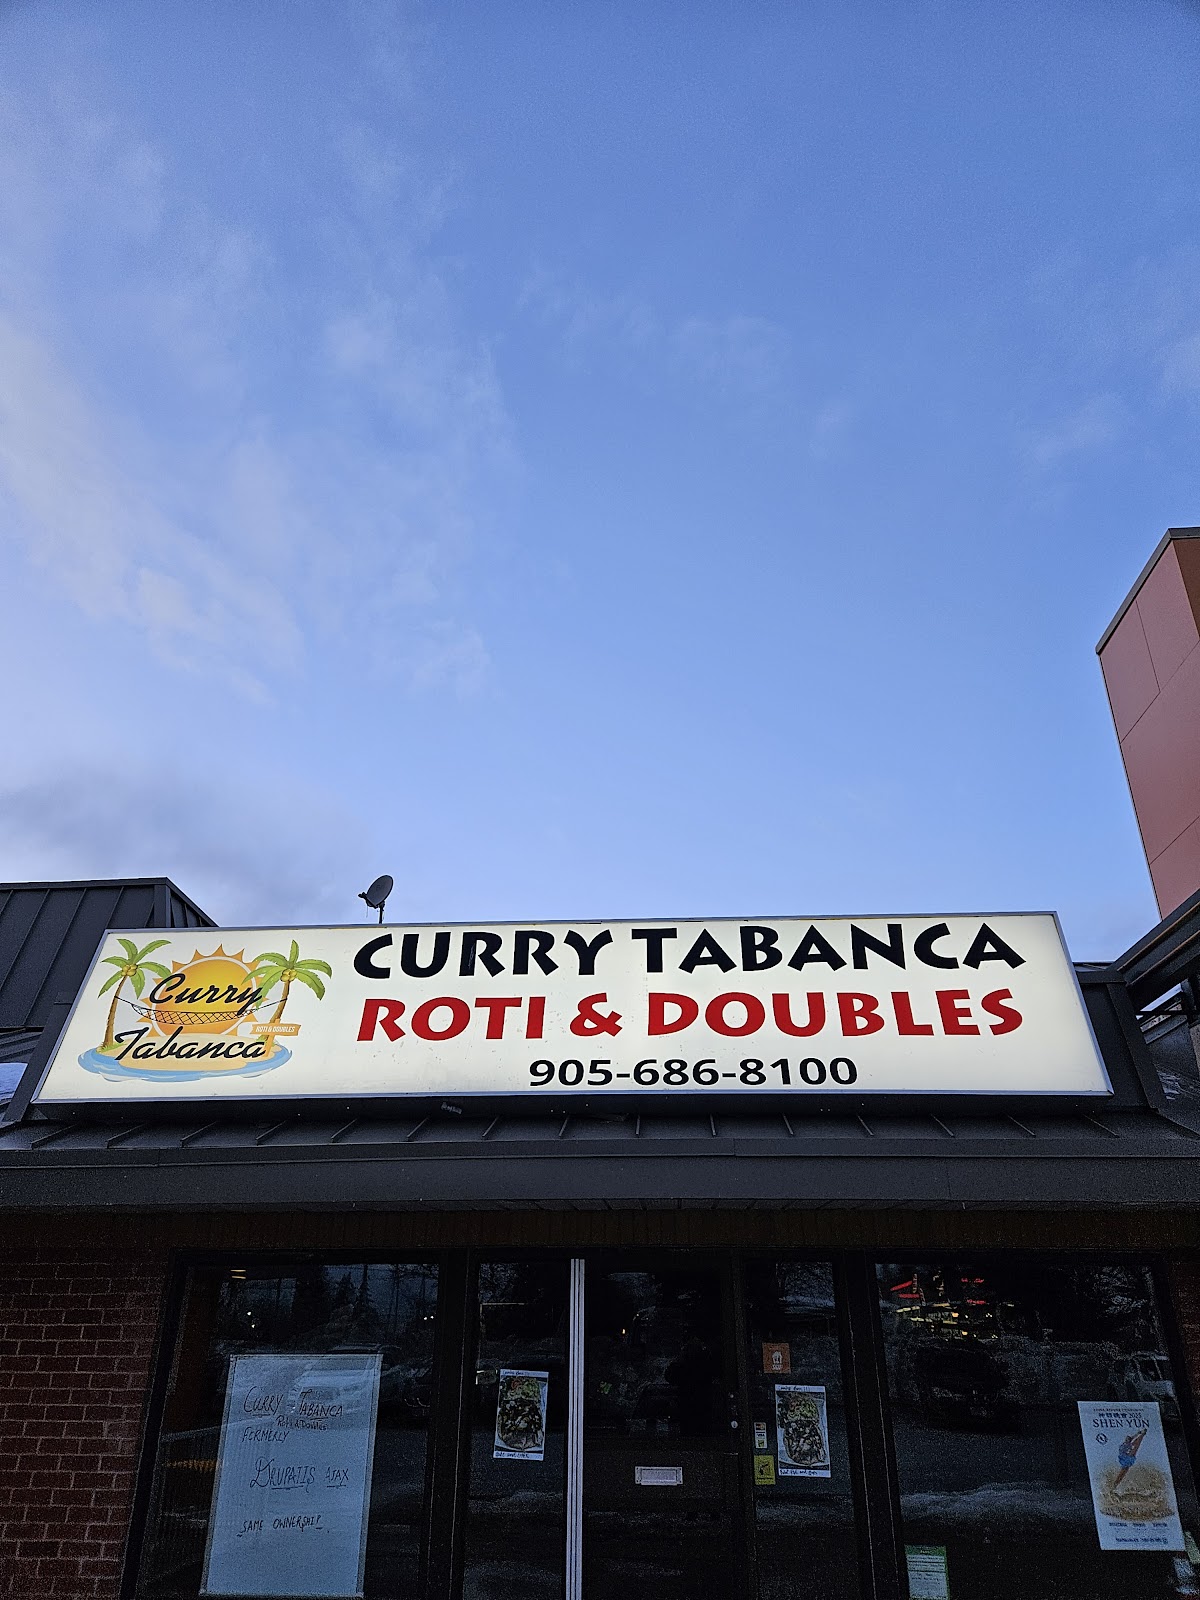 CURRY TABANCA
ROTI & DOUBLES
905-686-8100
Curry
ROTI & DOUBLES
Tabanca
CURRY TABANCA
ROTI & DOUBLES
FORMERLY
DRUPATIS AJAX
SAME OWNERSHIP
2025
SHEN YUN